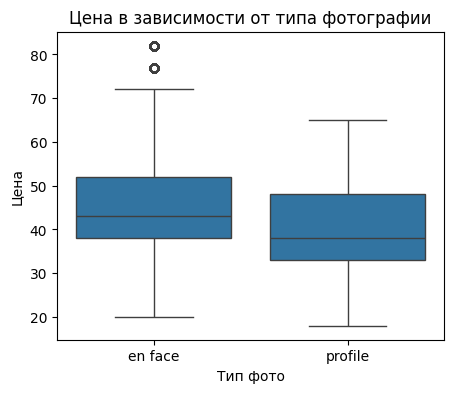 Цена в зависимости от типа фотографии
80
70
60
50
40
30
20
Цена
en face
profile
Тип фото